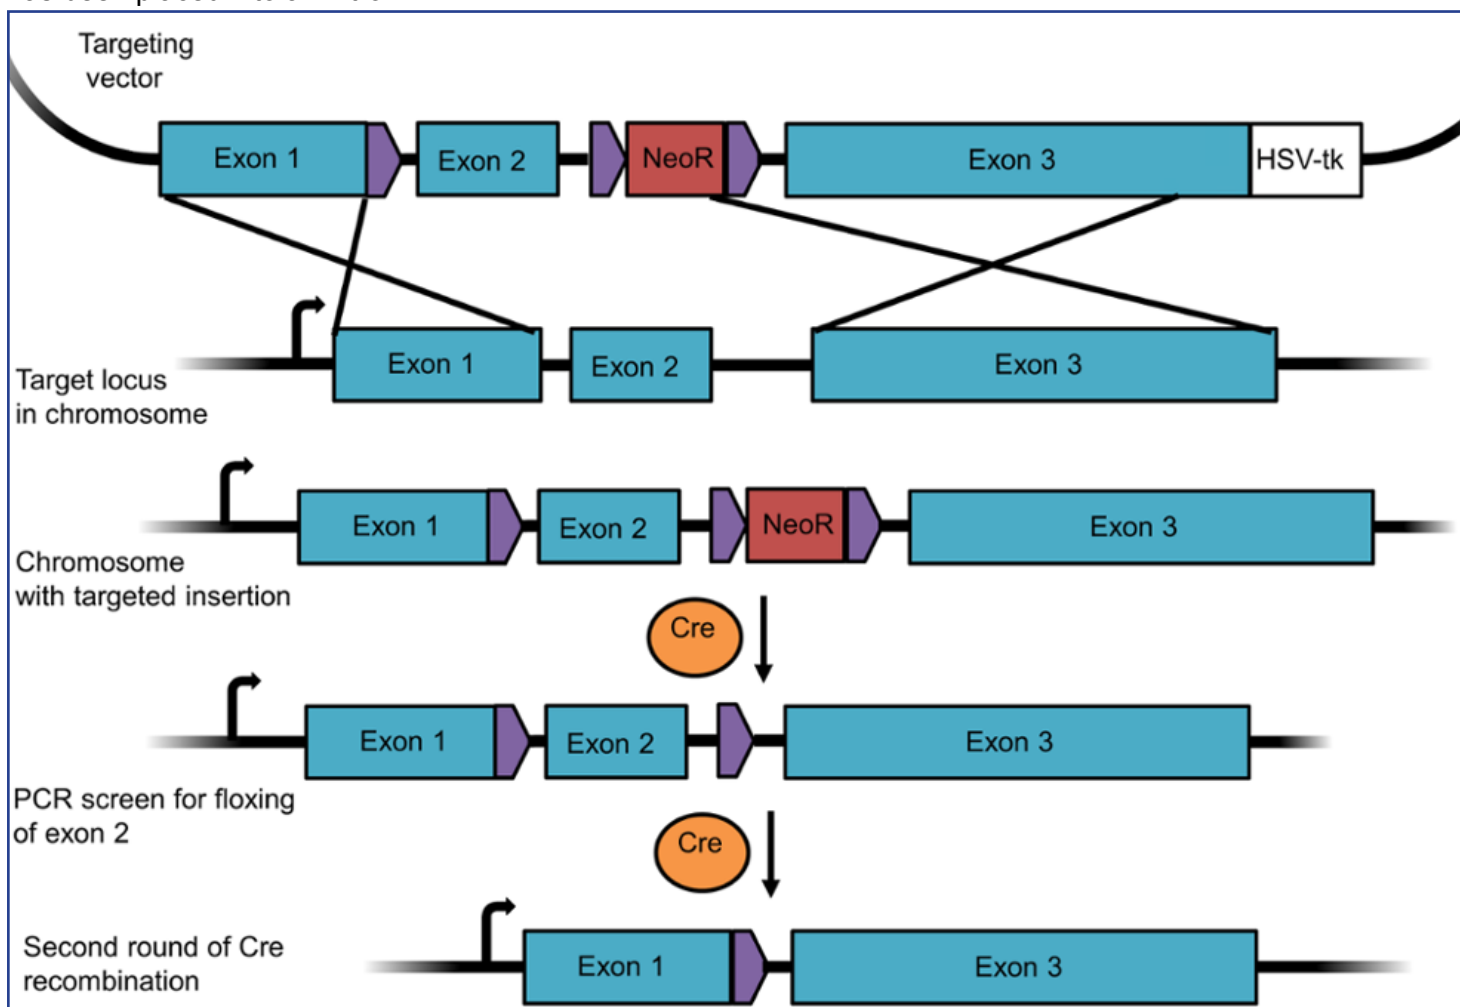 Targeting
vector
Exon 1
Exon 2
NeoR
Exon 3
HSV-tk
Exon 1
Exon 2
Exon 3
Target locus
in chromosome
Exon 1
Exon 2
NeoR
Exon 3
Chromosome
with targeted insertion
Cre
Exon 1
Exon 2
Exon 3
PCR screen for floxing
of exon 2
Cre
Second round of Cre
recombination
Exon 1
Exon 3